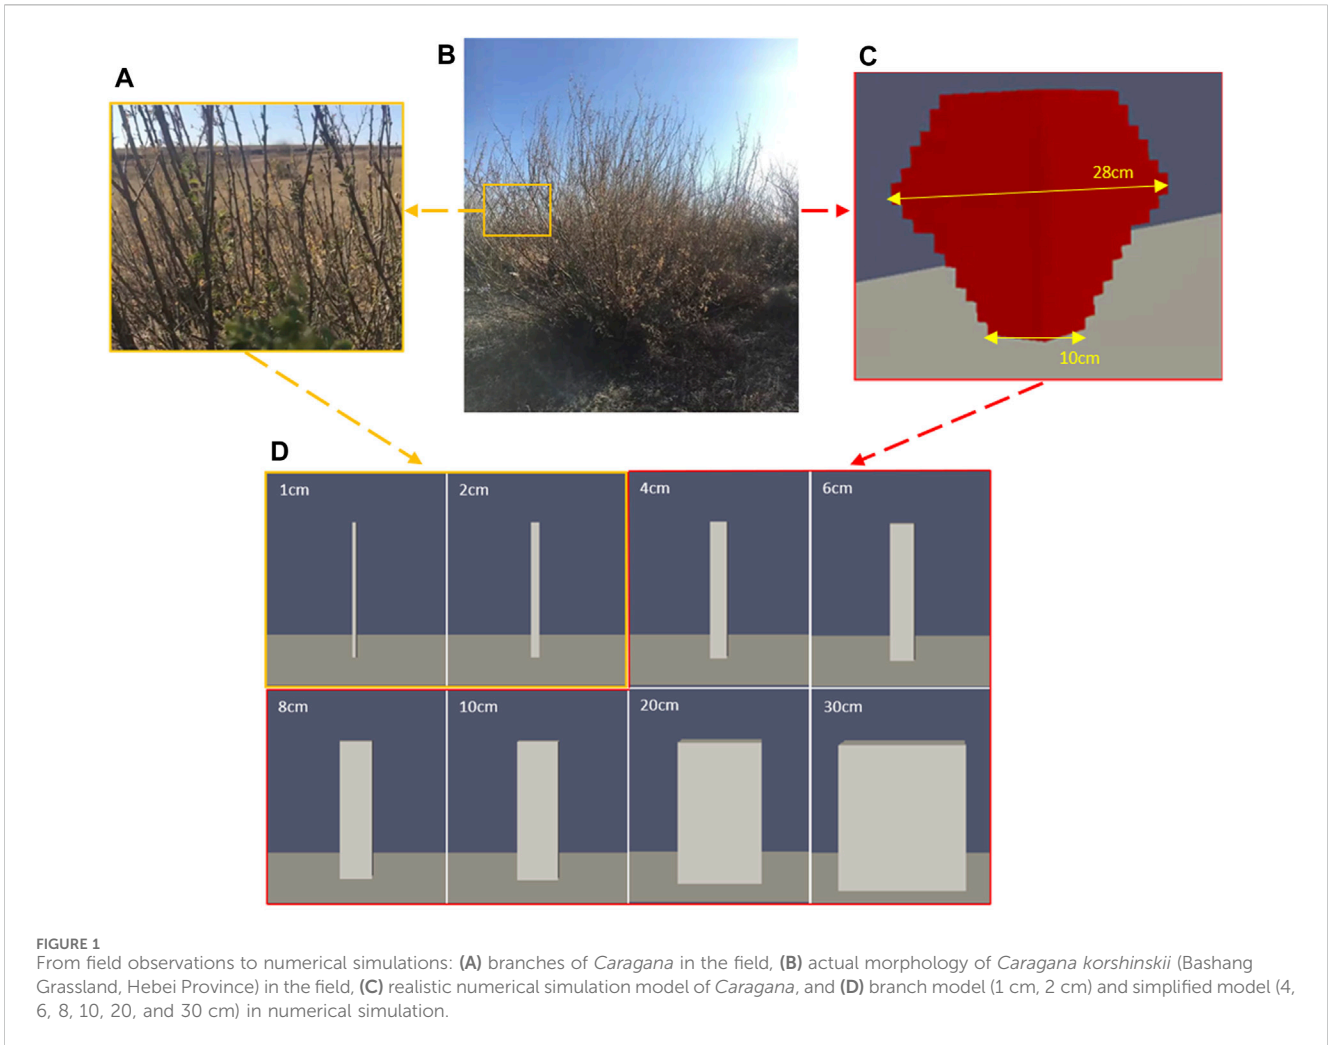 A
B
C
28cm
10cm
D
1cm
2cm
4cm
6cm
8cm
10cm
20cm
30cm
FIGURE 1
From field observations to numerical simulations: (A) branches of Caragana in the field, (B) actual morphology of Caragana korshinskii (Bashang
Grassland, Hebei Province) in the field, (C) realistic numerical simulation model of Caragana, and (D) branch model (1 cm, 2 cm) and simplified model (4,
6, 8, 10, 20, and 30 cm) in numerical simulation.